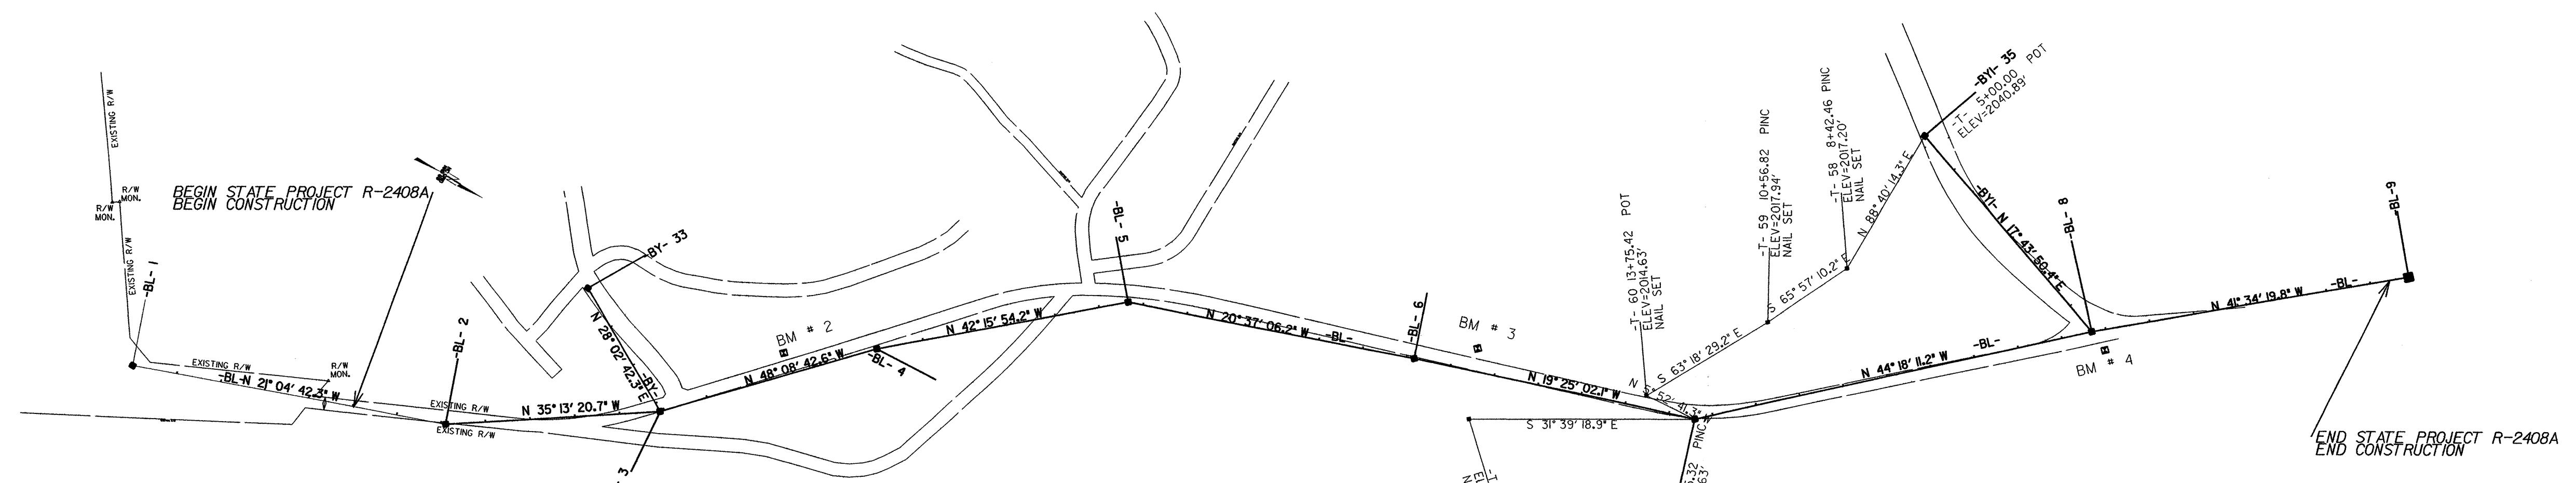 EXISTING R/W
R/W
MON.
R/W
MON.
EXISTING R/W
-BL- 1
BEGIN STATE PROJECT R-2408A
BEGIN CONSTRUCTION
EXISTING R/W
R/W
MON.
-BL- N 21° 04' 42.3" W
EXISTING R/W
EXISTING R/W
-BL- 2
N 35° 13' 20.7" W
-BY- 33
N 28° 02' 42.3" E
-BY-
3
BM # 2
N 48° 08' 42.6" W
-BL- 4
N 42° 15' 54.2" W
-BL- 5
N 20° 37' 06.2" W
-BL-
-BL- 6
BM # 3
N 19° 25' 02.1" W
-T- 60 13+75.42 POT
ELEV=2014.63'
NAIL SET
S 63° 18' 29.2" E
-T- 59 10+56.82 PINC
ELEV=2017.94'
NAIL SET
S 65° 57' 10.2" E
-T- 58 8+42.46 PINC
ELEV=2017.20'
NAIL SET
N 88° 40' 14.3" E
-BY1- 35
-T- 5+00.00 POT
ELEV=2040.89'
-BY1- N 17° 43' 50.4" E
S 31° 39' 18.9" E
52' 41.3" W
PINC
N 44° 18' 11.2" W
-BL-
-BL- 8
BM # 4
N 41° 34' 19.8" W
-BL-
-BL-9
END STATE PROJECT R-2408A
END CONSTRUCTION